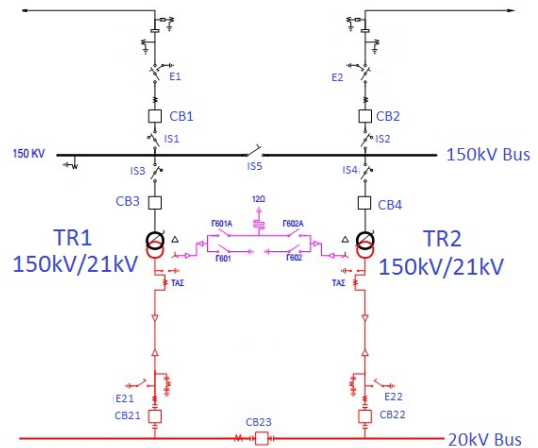 E1
E2
CB1
CB2
IS1
IS2
150 KV
IS5
150kV Bus
IS3
IS4
CB3
CB4
12Ω
Γ601A
Γ602A
TR1
150kV/21kV
Γ601
Γ602
TR2
150kV/21kV
ΤΑΣ
ΤΑΣ
E21
E22
CB21
CB23
CB22
20kV Bus